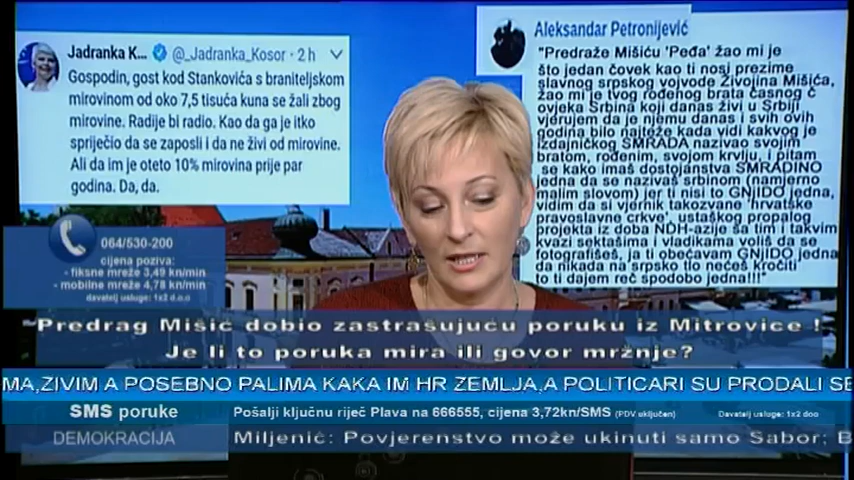 Jadranka K... @_Jadranka_Kosor · 2 h
Gospodin, gost kod Stankovića s braniteljskom
mirovinom od oko 7,5 tisuća kuna se žali zbog
mirovine. Radije bi radio. Kao da ga je itko
spriječio da se zaposli i da ne živi od mirovine.
Ali da im je oteto 10% mirovina prije par
godina. Da, da.
Aleksandar Petronijević
"Predraže Mišiću 'Peđa' žao mi je
što jedan čovek kao ti nosi prezime
slavnog srpskog vojvode Živojina Mišića,
žao mi je tvog rođenog brata časnog č
ovjeka Srbina koji danas živi u Srbiji
vjerujem da je njemu danas i svih ovih
godina bilo najteže kada vidi kakvog je
izdajničkog SMRADA nazivao svojim
bratom, rođenim, svojom krvlju, i pitam
se kako imaš dostojanstva SMRADINO
jedna da se nazivaš srbinom (namjerno
malim slovom) jer ti nisi to GNJIDO jedna,
vidim da si vjernik takozvane 'hrvatske
pravoslavne crkve', ustaškog propalog
projekta iz doba NDH-azije ša tim i takvim
kvazi sektašima i vladikama voliš da se
fotografišeš, ja ti obećavam GNJIDO jedna
da nikada na srpsko tlo nećeš kročiti
to ti dajem reč spodobo jedna!!!"
064/530-200
cijena poziva:
- fiksne mreže 3,49 kn/min
- mobilne mreže 4,78 kn/min
davatelj usluge: 1x2 d.o.o
Predrag Mišić dobio zastrašujuću poruku iz Mitrovice !
Je li to poruka mira ili govor mržnje?
MA,ZIVIM A POSEBNO PALIMA KAKA IM HR ZEMLJA,A POLITICARI SU PRODALI SE
SMS poruke Pošalji ključnu riječ Plava na 666555, cijena 3,72kn/SMS (PDV uključen) Davatelj usluge: 1x2 doo
DEMOKRACIJA Miljenić: Povjerenstvo može ukinuti samo Sabor; B